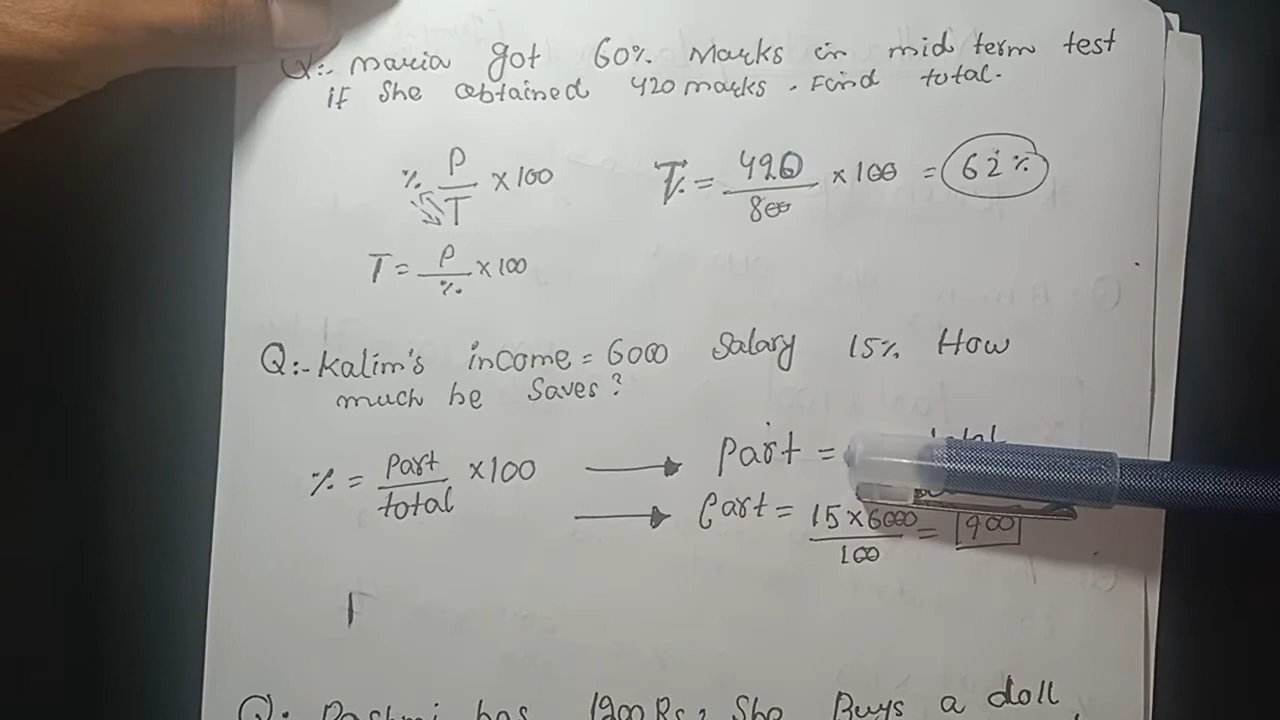 Q:- Maria got 60% Marks in mid term test
if She obtained 420 marks. Find total.
% P/T ×100
T% = 420/800 ×100 = 62%
T = P/% ×100
Q:- Kalim's income = 6000 Salary 15% How
much he Saves?
% = Part/total ×100 → Part =
→ Part = 15×6000/100 = 900
Q: has 1200 Rs, She Buys a doll